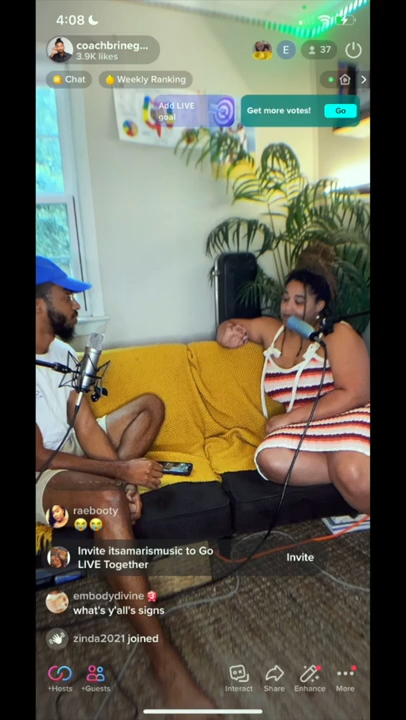 4:08
coachbrineg...
3.9K likes
E
37
Chat
Weekly Ranking
Add LIVE
goal
Get more votes!
Go
raebooty
😭😭
Invite itsamarismusic to Go
LIVE Together
Invite
embodydivine
what's y'all's signs
zinda2021 joined
+Hosts
+Guests
Interact
Share
Enhance
More